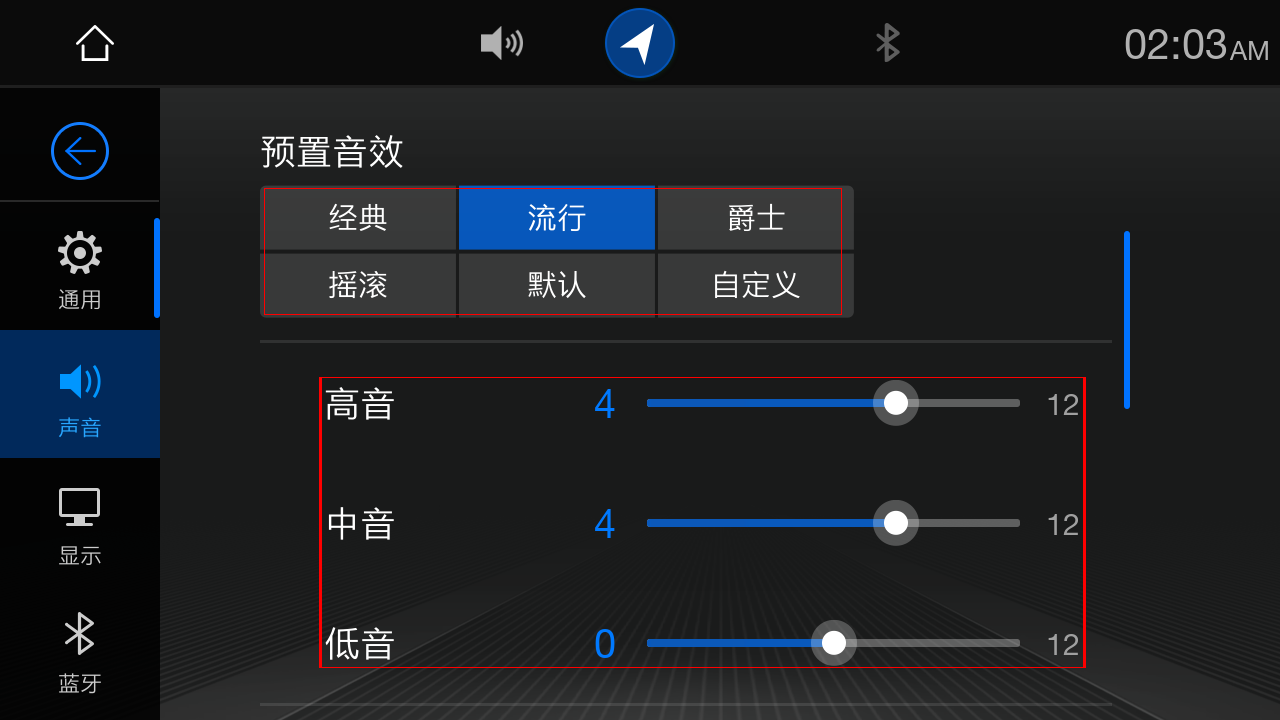 02:03AM
预置音效
经典 流行 爵士
通用
摇滚 默认 自定义
高音 4 12
声音
中音 4 12
显示
低音 0 12
蓝牙